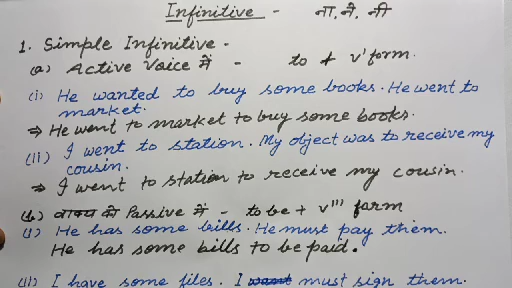 Infinitive - ना. ने. नी
1. Simple Infinitive -
(a) Active Voice में - to + v' form.
(i) He wanted to buy some books. He went to
market.
⇒ He went to market to buy some books.
(ii) I went to station. My object was to receive my
cousin.
⇒ I went to station to receive my cousin.
(b) वाक्य को Passive में - to be + v''' form
(i) He has some bills. He must pay them.
He has some bills to be paid.
(ii) I have some files. I must sign them.